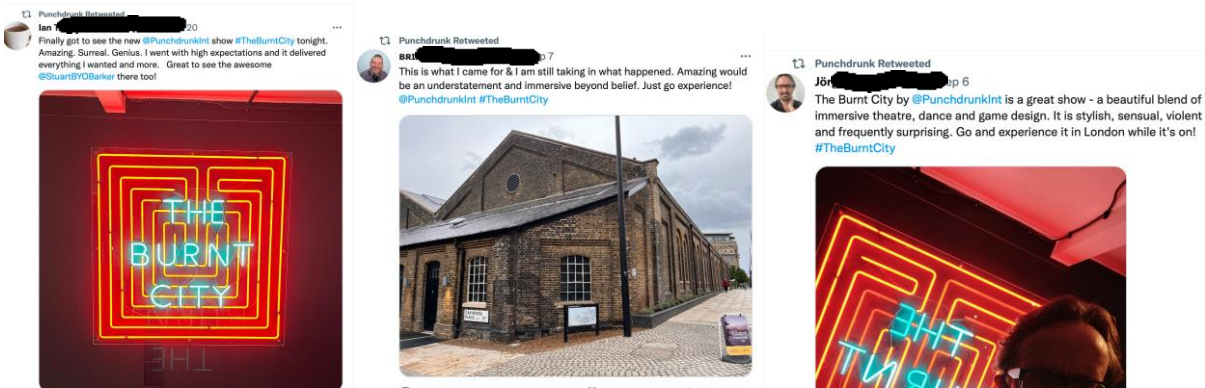 Punchdrunk Retweeted
Ian
20
Finally got to see the new @PunchdrunkInt show #TheBurntCity tonight.
Amazing. Surreal. Genius. I went with high expectations and it delivered
everything I wanted and more. Great to see the awesome
@StuartBYOBarker there too!
THE
BURNT
CITY
THE
Punchdrunk Retweeted
BRI
p 7
This is what I came for & I am still taking in what happened. Amazing would
be an understatement and immersive beyond belief. Just go experience!
@PunchdrunkInt #TheBurntCity
Punchdrunk Retweeted
Jör
ep 6
The Burnt City by @PunchdrunkInt is a great show - a beautiful blend of
immersive theatre, dance and game design. It is stylish, sensual, violent
and frequently surprising. Go and experience it in London while it's on!
#TheBurntCity
THE
BURNT